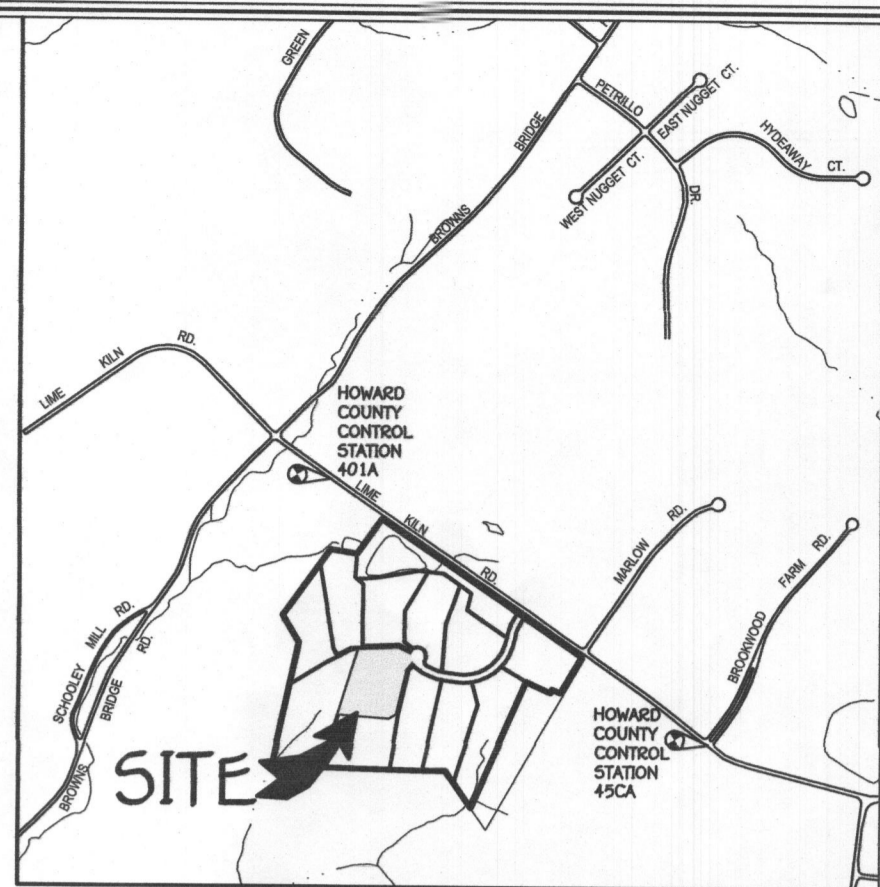 GREEN
PETRILLO
EAST NUGGET CT.
BRIDGE
HYDEAWAY
CT.
WEST NUGGET CT.
DR.
BROWNS
LIME
KILN
RD.
HOWARD
COUNTY
CONTROL
STATION
401A
LIME
KILN
RD.
MARLOW
RD.
FARM
RD.
BROOKWOOD
SCHOOLEY
MILL
RD.
BROWNS
BRIDGE
RD.
HOWARD
COUNTY
CONTROL
STATION
45CA
SITE